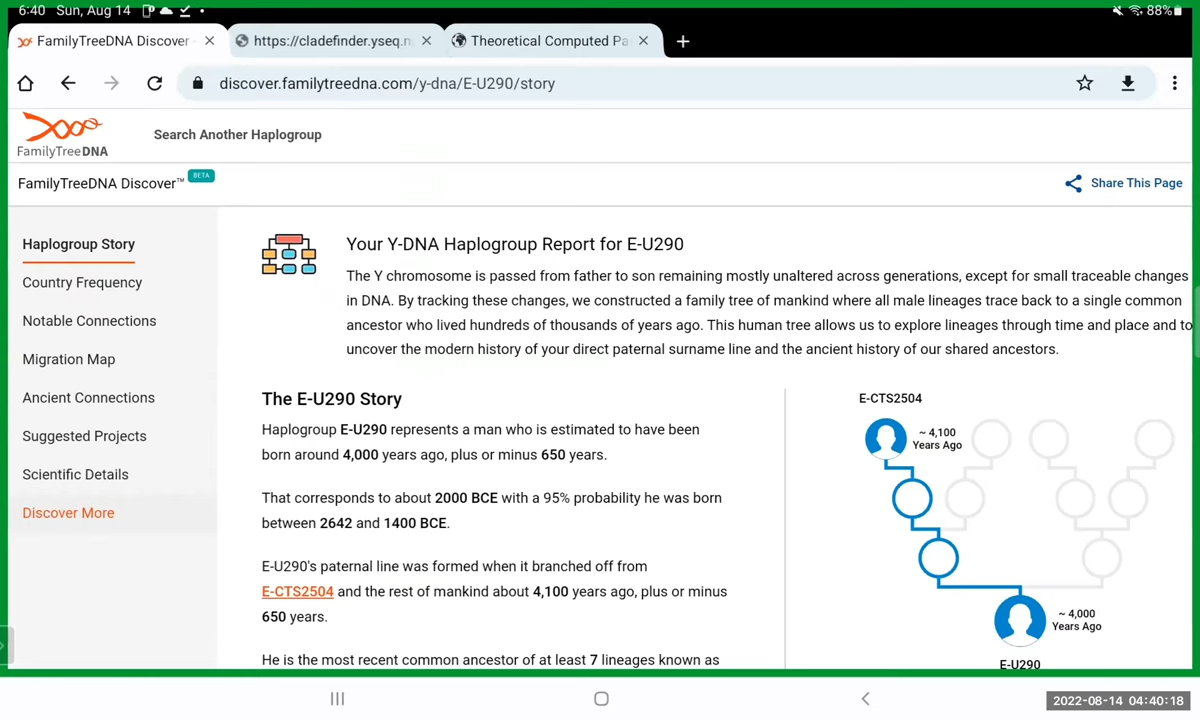 6:40 Sun, Aug 14
88%
FamilyTreeDNA Discover
https://cladefinder.yseq.n
Theoretical Computed Pa
discover.familytreedna.com/y-dna/E-U290/story
FamilyTreeDNA
Search Another Haplogroup
FamilyTreeDNA Discover™ BETA
Share This Page
Haplogroup Story
Country Frequency
Notable Connections
Migration Map
Ancient Connections
Suggested Projects
Scientific Details
Discover More
Your Y-DNA Haplogroup Report for E-U290
The Y chromosome is passed from father to son remaining mostly unaltered across generations, except for small traceable changes
in DNA. By tracking these changes, we constructed a family tree of mankind where all male lineages trace back to a single common
ancestor who lived hundreds of thousands of years ago. This human tree allows us to explore lineages through time and place and to
uncover the modern history of your direct paternal surname line and the ancient history of our shared ancestors.
The E-U290 Story
Haplogroup E-U290 represents a man who is estimated to have been
born around 4,000 years ago, plus or minus 650 years.
That corresponds to about 2000 BCE with a 95% probability he was born
between 2642 and 1400 BCE.
E-U290's paternal line was formed when it branched off from
E-CTS2504 and the rest of mankind about 4,100 years ago, plus or minus
650 years.
He is the most recent common ancestor of at least 7 lineages known as
E-CTS2504
~ 4,100
Years Ago
~ 4,000
Years Ago
E-U290
2022-08-14 04:40:18